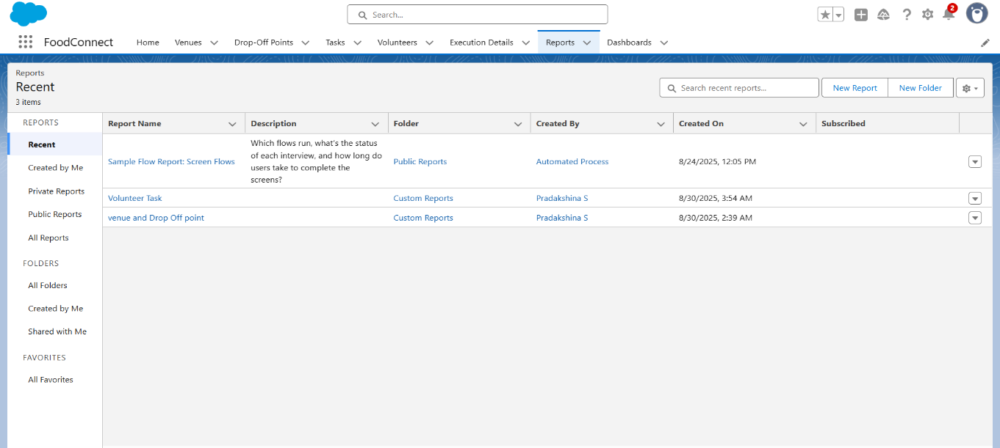 Search...
2
FoodConnect Home Venues Drop-Off Points Tasks Volunteers Execution Details Reports Dashboards
Reports
Recent
3 items
Search recent reports...
New Report New Folder
REPORTS
Recent
Created by Me
Private Reports
Public Reports
All Reports
FOLDERS
All Folders
Created by Me
Shared with Me
FAVORITES
All Favorites
Report Name Description Folder Created By Created On Subscribed
Sample Flow Report: Screen Flows
Which flows run, what’s the status
of each interview, and how long do
users take to complete the
screens?
Public Reports Automated Process 8/24/2025, 12:05 PM
Volunteer Task Custom Reports Pradakshina S 8/30/2025, 3:54 AM
venue and Drop Off point Custom Reports Pradakshina S 8/30/2025, 2:39 AM